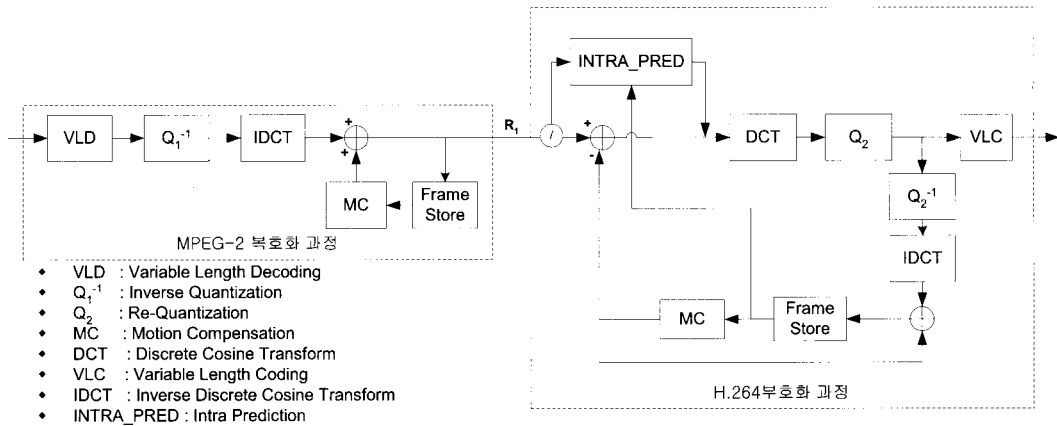 INTRA_PRED
VLD
Q₁⁻¹
IDCT
+
+
R₁
/
+
-
DCT
Q₂
VLC
MC
Frame
Store
Q₂⁻¹
IDCT
MPEG-2 복호화 과정
MC
Frame
Store
+
◆ VLD : Variable Length Decoding
◆ Q₁⁻¹ : Inverse Quantization
◆ Q₂ : Re-Quantization
◆ MC : Motion Compensation
◆ DCT : Discrete Cosine Transform
◆ VLC : Variable Length Coding
◆ IDCT : Inverse Discrete Cosine Transform
◆ INTRA_PRED : Intra Prediction
H.264부호화 과정